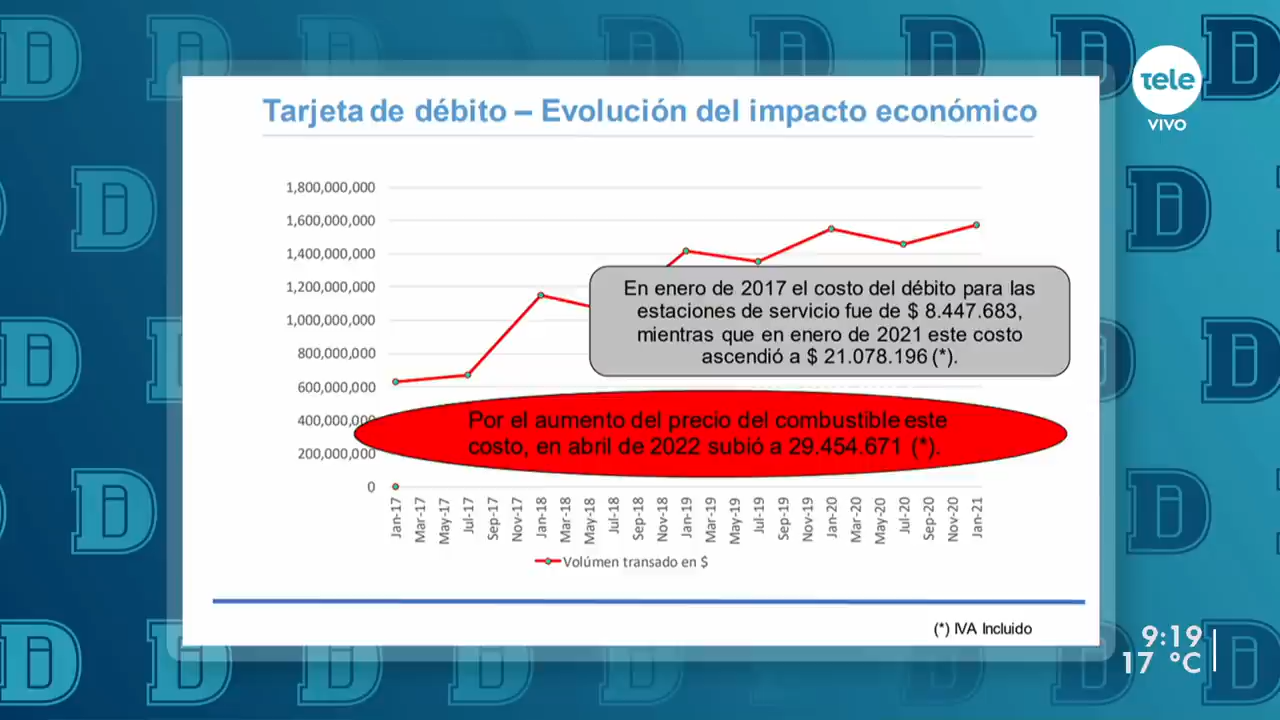 tele
VIVO
Tarjeta de débito – Evolución del impacto económico
1,800,000,000
1,600,000,000
1,400,000,000
1,200,000,000
1,000,000,000
800,000,000
600,000,000
400,000,000
200,000,000
0
En enero de 2017 el costo del débito para las
estaciones de servicio fue de $ 8.447.683,
mientras que en enero de 2021 este costo
ascendió a $ 21.078.196 (*).
Por el aumento del precio del combustible este
costo, en abril de 2022 subió a 29.454.671 (*).
Jan-17
Mar-17
May-17
Jul-17
Sep-17
Nov-17
Jan-18
Mar-18
May-18
Jul-18
Sep-18
Nov-18
Jan-19
Mar-19
May-19
Jul-19
Sep-19
Nov-19
Jan-20
Mar-20
May-20
Jul-20
Sep-20
Nov-20
Jan-21
Volúmen transado en $
(*) IVA Incluido
9:19
17 °C